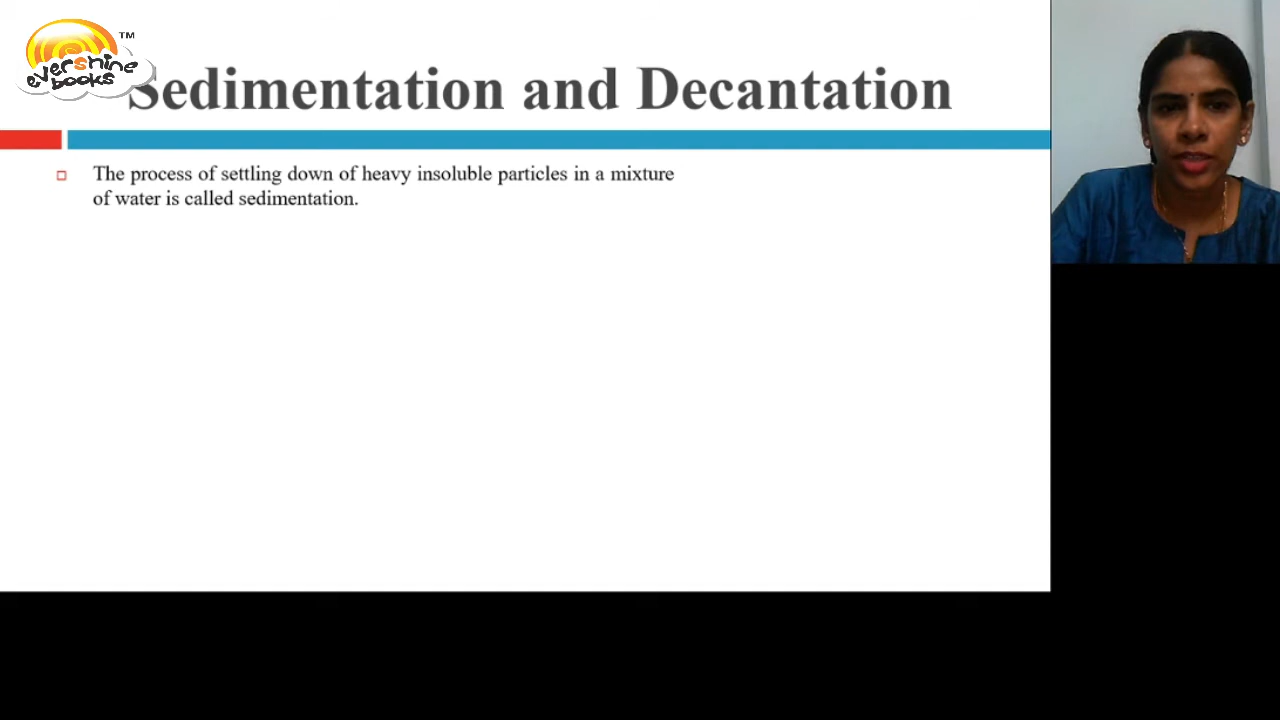 TM
evershine
books
Sedimentation and Decantation
The process of settling down of heavy insoluble particles in a mixture
of water is called sedimentation.